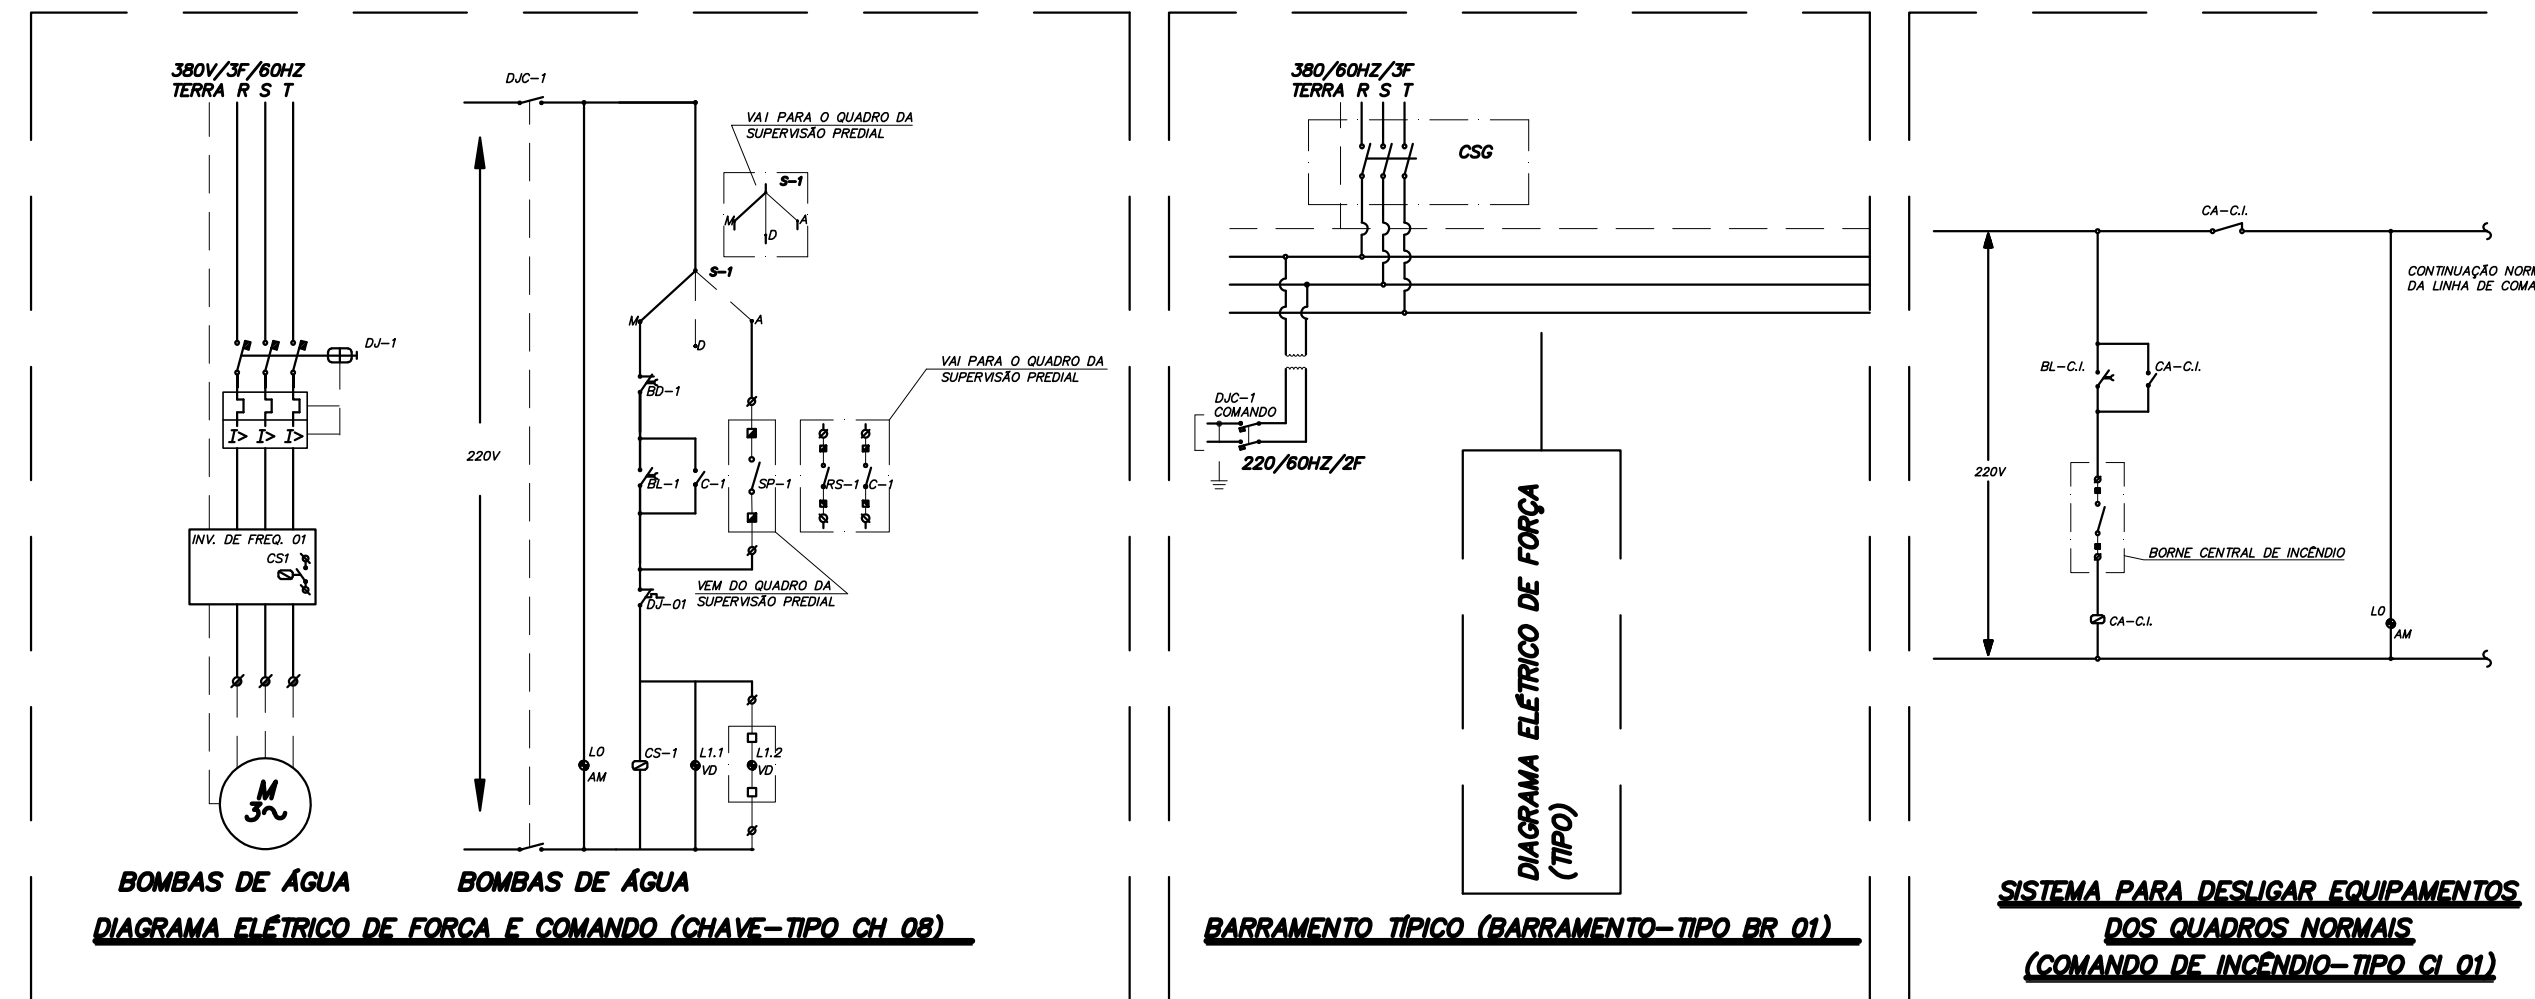 380V/3F/60HZ
TERRA R S T
DJ-1
I> I> I>
INV. DE FREQ. 01
CS1
M
3~
BOMBAS DE ÁGUA
DJC-1
220V
VAI PARA O QUADRO DA
SUPERVISÃO PREDIAL
S-1
M
A
D
S-1
M
A
D
BD-1
BL-1
C-1
SP-1
RS-1
C-1
VAI PARA O QUADRO DA
SUPERVISÃO PREDIAL
VEM DO QUADRO DA
SUPERVISÃO PREDIAL
DJ-01
LO
AM
CS-1
L1.1
VD
L1.2
VD
BOMBAS DE ÁGUA
DIAGRAMA ELÉTRICO DE FORCA E COMANDO (CHAVE-TIPO CH 08)
380/60HZ/3F
TERRA R S T
CSG
DJC-1
COMANDO
220/60HZ/2F
DIAGRAMA ELÉTRICO DE FORÇA
(TIPO)
BARRAMENTO TÍPICO (BARRAMENTO-TIPO BR 01)
CA-C.I.
CONTINUAÇÃO NORM
DA LINHA DE COMA
BL-C.I.
CA-C.I.
220V
BORNE CENTRAL DE INCÊNDIO
CA-C.I.
LO
AM
SISTEMA PARA DESLIGAR EQUIPAMENTOS
DOS QUADROS NORMAIS
(COMANDO DE INCÊNDIO-TIPO CI 01)